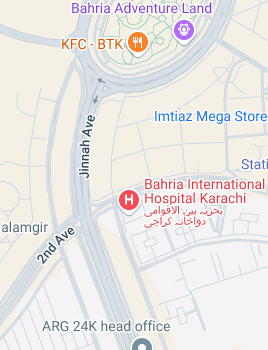 Bahria Adventure Land
KFC - BTK
Imtiaz Mega Store
Jinnah Ave
Stati
Bahria International
Hospital Karachi
بحریہ بین الاقوامی
دواخانہ کراچی
alamgir
2nd Ave
ARG 24K head office